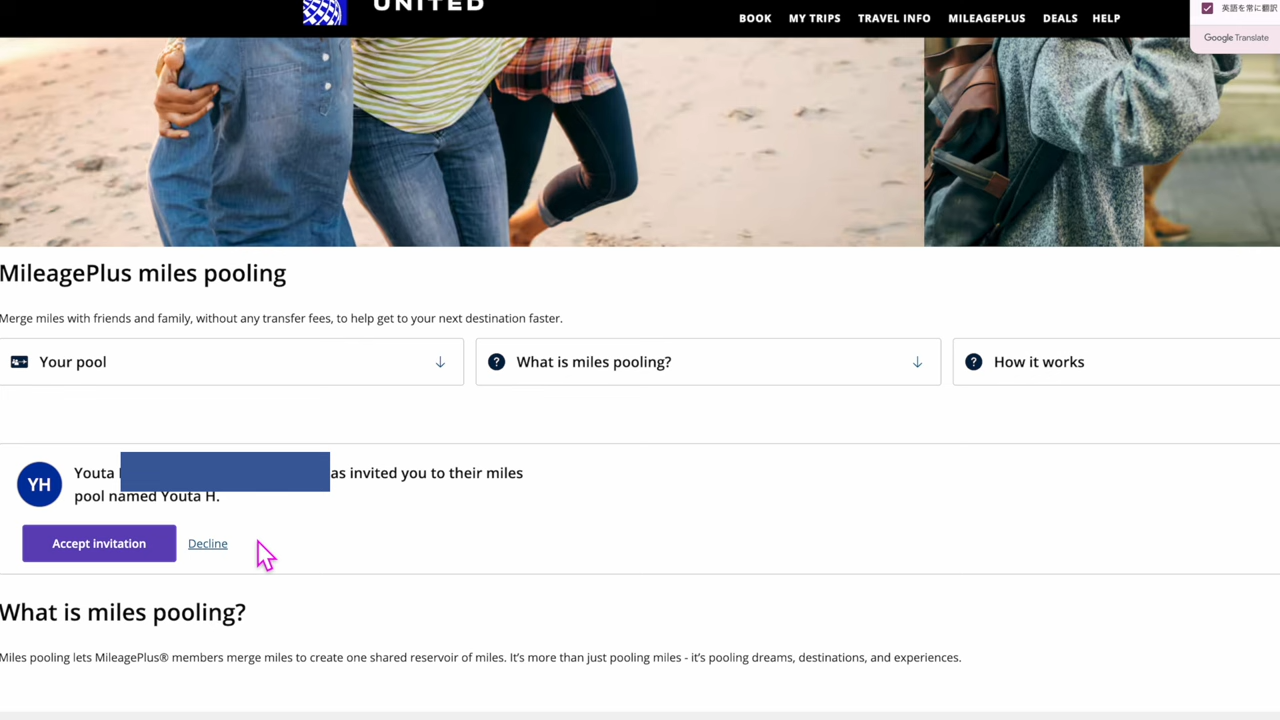 UNITED
BOOK MY TRIPS TRAVEL INFO MILEAGEPLUS DEALS HELP
英語を常に翻訳
Google Translate
MileagePlus miles pooling
Merge miles with friends and family, without any transfer fees, to help get to your next destination faster.
Your pool
What is miles pooling?
How it works
YH
Youta as invited you to their miles
pool named Youta H.
Accept invitation Decline
What is miles pooling?
Miles pooling lets MileagePlus® members merge miles to create one shared reservoir of miles. It’s more than just pooling miles - it’s pooling dreams, destinations, and experiences.